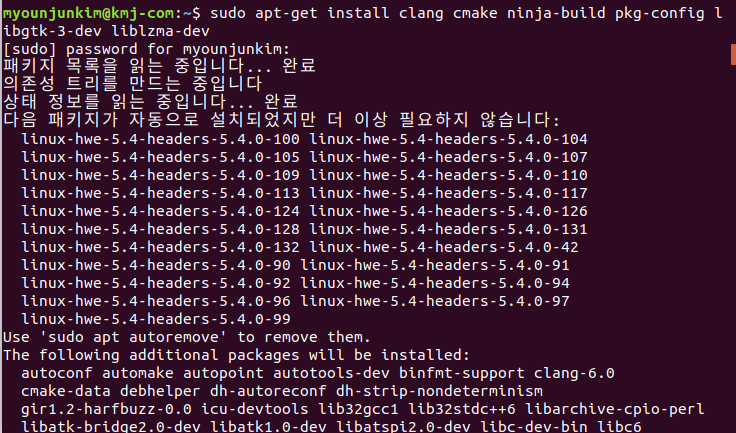 myounjunkim@kmj-com:~$ sudo apt-get install clang cmake ninja-build pkg-config l
ibgtk-3-dev liblzma-dev
[sudo] password for myounjunkim:
패키지 목록을 읽는 중입니다... 완료
의존성 트리를 만드는 중입니다
상태 정보를 읽는 중입니다... 완료
다음 패키지가 자동으로 설치되었지만 더 이상 필요하지 않습니다:
  linux-hwe-5.4-headers-5.4.0-100 linux-hwe-5.4-headers-5.4.0-104
  linux-hwe-5.4-headers-5.4.0-105 linux-hwe-5.4-headers-5.4.0-107
  linux-hwe-5.4-headers-5.4.0-109 linux-hwe-5.4-headers-5.4.0-110
  linux-hwe-5.4-headers-5.4.0-113 linux-hwe-5.4-headers-5.4.0-117
  linux-hwe-5.4-headers-5.4.0-124 linux-hwe-5.4-headers-5.4.0-126
  linux-hwe-5.4-headers-5.4.0-128 linux-hwe-5.4-headers-5.4.0-131
  linux-hwe-5.4-headers-5.4.0-132 linux-hwe-5.4-headers-5.4.0-42
  linux-hwe-5.4-headers-5.4.0-90 linux-hwe-5.4-headers-5.4.0-91
  linux-hwe-5.4-headers-5.4.0-92 linux-hwe-5.4-headers-5.4.0-94
  linux-hwe-5.4-headers-5.4.0-96 linux-hwe-5.4-headers-5.4.0-97
  linux-hwe-5.4-headers-5.4.0-99
Use 'sudo apt autoremove' to remove them.
The following additional packages will be installed:
  autoconf automake autopoint autotools-dev binfmt-support clang-6.0
  cmake-data debhelper dh-autoreconf dh-strip-nondeterminism
  gir1.2-harfbuzz-0.0 icu-devtools lib32gcc1 lib32stdc++6 libarchive-cpio-perl
  libatk-bridge2.0-dev libatk1.0-dev libatspi2.0-dev libc-dev-bin libc6